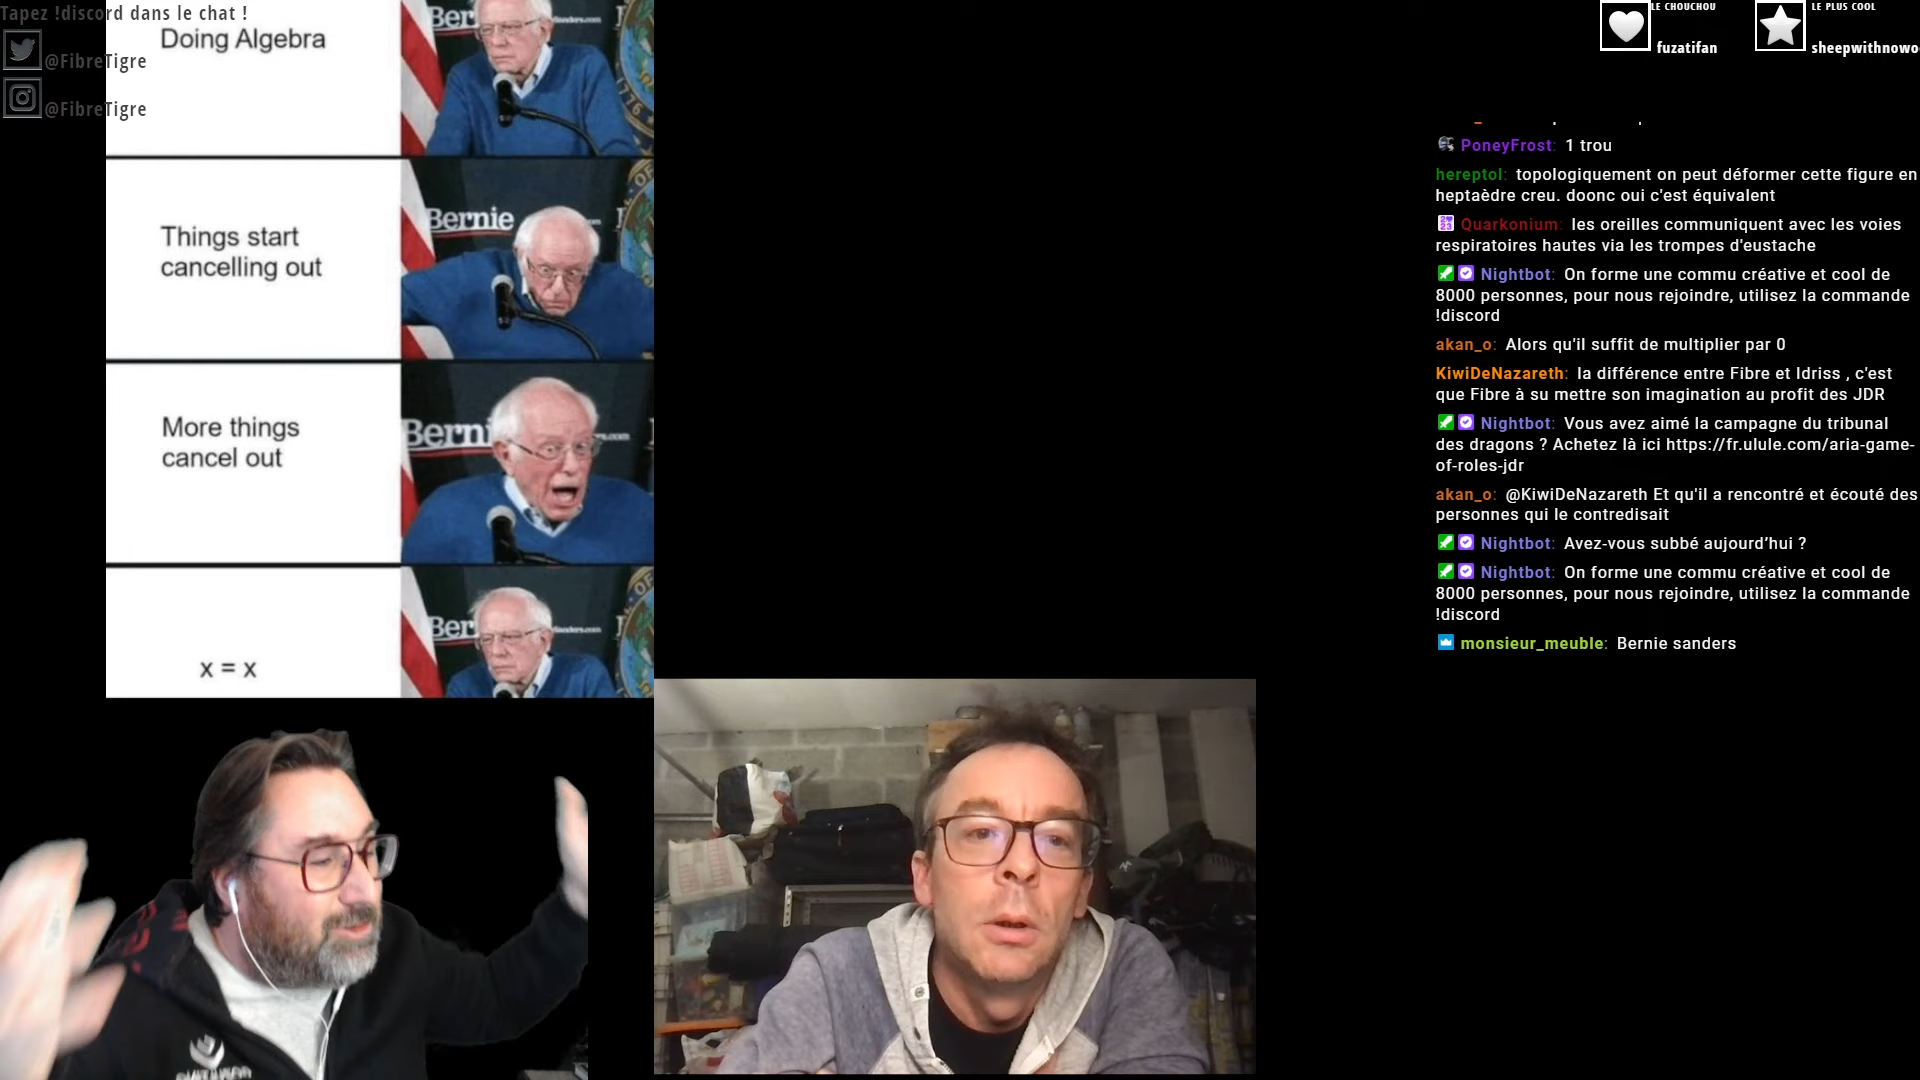 Tapez !discord dans le chat !
@FibreTigre
@FibreTigre
Doing Algebra
Bernie
Things start
cancelling out
Bernie
More things
cancel out
Berni
.com
x = x
Ber
LE CHOUCHOU
fuzatifan
LE PLUS COOL
sheepwithnowo
PoneyFrost: 1 trou
hereptol: topologiquement on peut déformer cette figure en
heptaèdre creu. doonc oui c'est équivalent
Quarkonium: les oreilles communiquent avec les voies
respiratoires hautes via les trompes d'eustache
Nightbot: On forme une commu créative et cool de
8000 personnes, pour nous rejoindre, utilisez la commande
!discord
akan_o: Alors qu'il suffit de multiplier par 0
KiwiDeNazareth: la différence entre Fibre et Idriss , c'est
que Fibre à su mettre son imagination au profit des JDR
Nightbot: Vous avez aimé la campagne du tribunal
des dragons ? Achetez là ici https://fr.ulule.com/aria-game-
of-roles-jdr
akan_o: @KiwiDeNazareth Et qu'il a rencontré et écouté des
personnes qui le contredisait
Nightbot: Avez-vous subbé aujourd’hui ?
Nightbot: On forme une commu créative et cool de
8000 personnes, pour nous rejoindre, utilisez la commande
!discord
monsieur_meuble: Bernie sanders